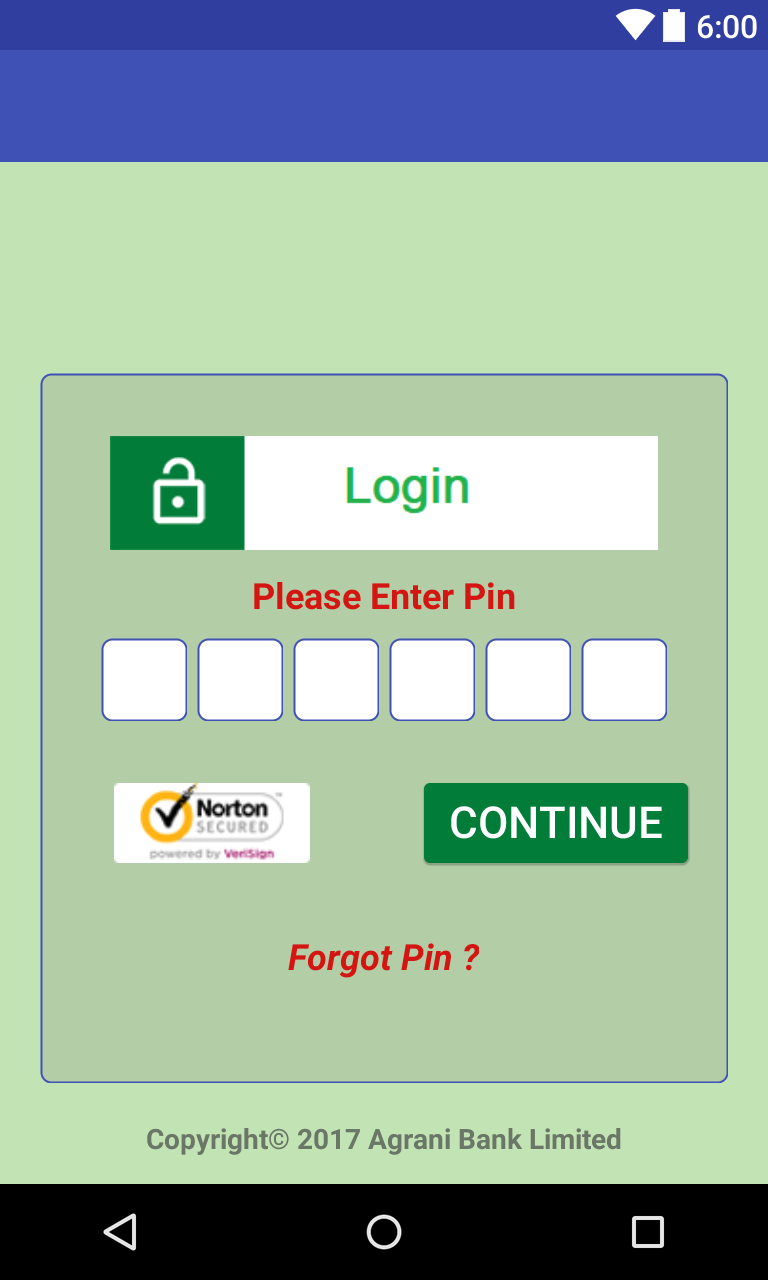 6:00
Login
Please Enter Pin
Norton
SECURED
powered by VeriSign
CONTINUE
Forgot Pin ?
Copyright© 2017 Agrani Bank Limited